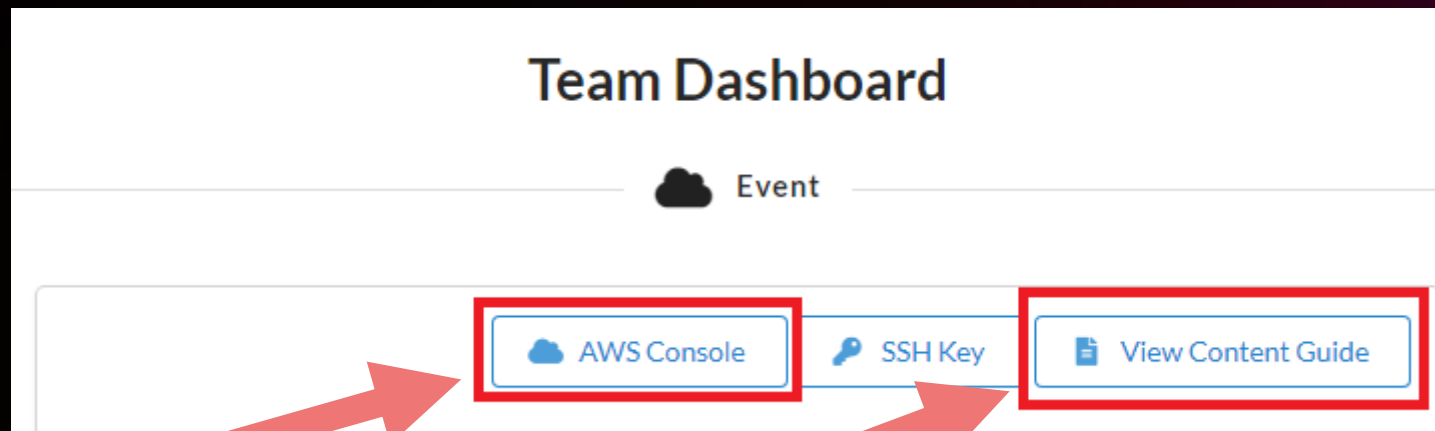 Team Dashboard
Event
AWS Console
SSH Key
View Content Guide